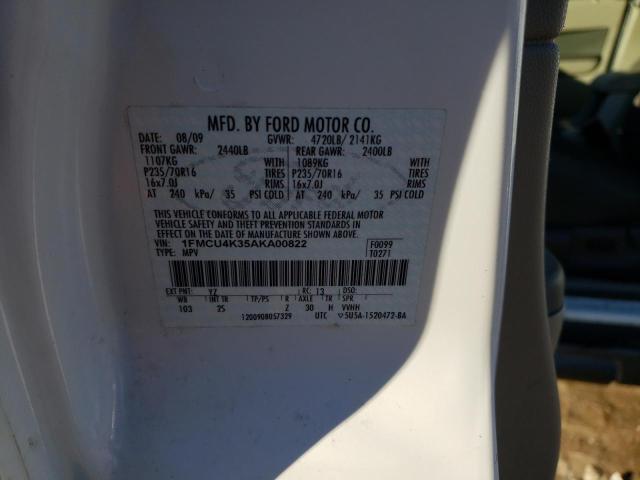 MFD. BY FORD MOTOR CO.
DATE: 08/09 GVWR: 4720LB/ 2141KG
FRONT GAWR: 2440LB REAR GAWR: 2400LB
1107KG WITH 1089KG WITH
P235/70R16 TIRES P235/70R16 TIRES
16x7.0J RIMS 16x7.0J RIMS
AT 240 kPa/ 35 PSI COLD AT 240 kPa/ 35 PSI COLD
THIS VEHICLE CONFORMS TO ALL APPLICABLE FEDERAL MOTOR
VEHICLE SAFETY AND THEFT PREVENTION STANDARDS IN
EFFECT ON THE DATE OF MANUFACTURE SHOWN ABOVE.
VIN: 1FMCU4K35AKA00822 F0099
TYPE: MPV T0271
EXT PNT: YZ RC: 13 DSO:
WB INT TR TP/PS R AXLE TR SPR
103 25 Z 30 H VVHH
1200908057329 UTC ▽5U5A-1520472-BA